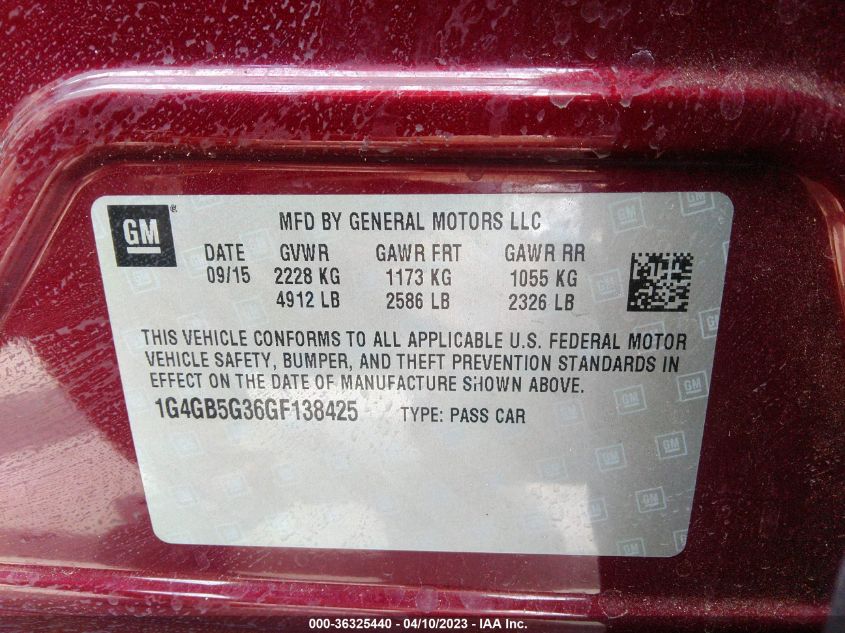 GM ®
MFD BY GENERAL MOTORS LLC
DATE GVWR GAWR FRT GAWR RR
09/15 2228 KG 1173 KG 1055 KG
4912 LB 2586 LB 2326 LB
THIS VEHICLE CONFORMS TO ALL APPLICABLE U.S. FEDERAL MOTOR
VEHICLE SAFETY, BUMPER, AND THEFT PREVENTION STANDARDS IN
EFFECT ON THE DATE OF MANUFACTURE SHOWN ABOVE.
1G4GB5G36GF138425 TYPE: PASS CAR
000-36325440 - 04/10/2023 - IAA Inc.